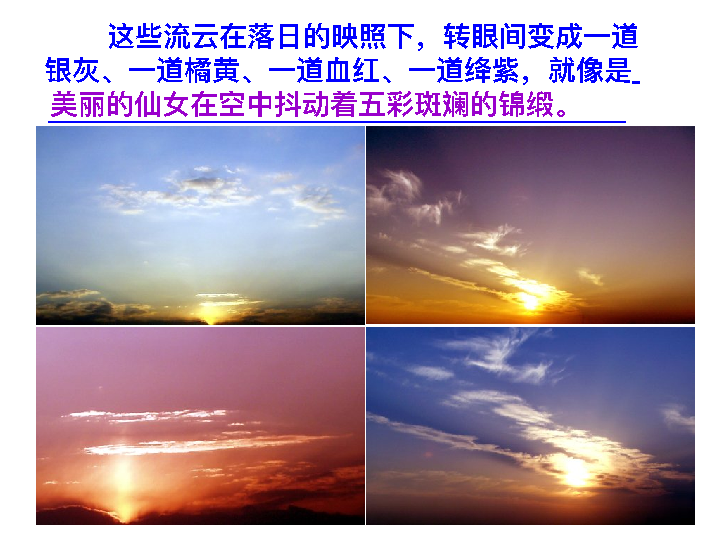 这些流云在落日的映照下，转眼间变成一道
银灰、一道橘黄、一道血红、一道绛紫，就像是
美丽的仙女在空中抖动着五彩斑斓的锦缎。